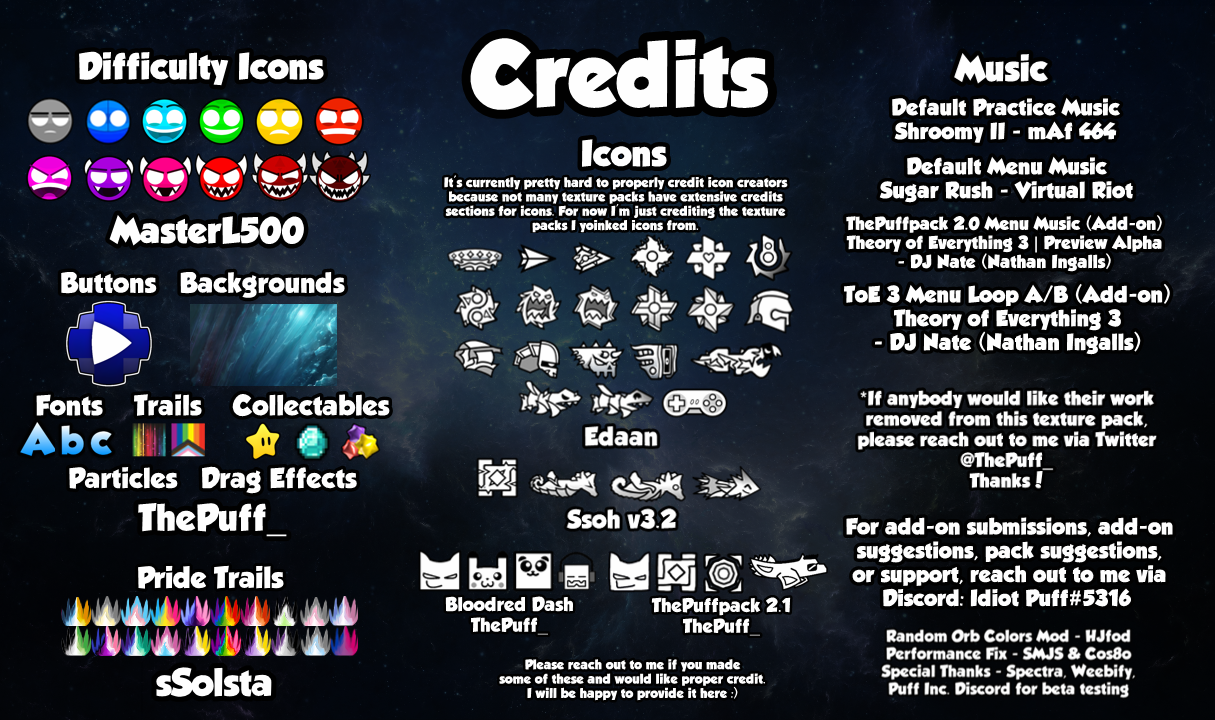 Credits
Difficulty Icons
MasterL500
Buttons
Backgrounds
Fonts
Trails
Collectables
Abc
Particles
Drag Effects
ThePuff_
Pride Trails
sSolsta
Icons
It's currently pretty hard to properly credit icon creators
because not many texture packs have extensive credits
sections for icons. For now I'm just crediting the texture
packs I yoinked icons from.
Edaan
Ssoh v3.2
Bloodred Dash
ThePuff_
ThePuffpack 2.1
ThePuff_
Please reach out to me if you made
some of these and would like proper credit.
I will be happy to provide it here :)
Music
Default Practice Music
Shroomy II - mAf 464
Default Menu Music
Sugar Rush - Virtual Riot
ThePuffpack 2.0 Menu Music (Add-on)
Theory of Everything 3 | Preview Alpha
- DJ Nate (Nathan Ingalls)
ToE 3 Menu Loop A/B (Add-on)
Theory of Everything 3
- DJ Nate (Nathan Ingalls)
*If anybody would like their work
removed from this texture pack,
please reach out to me via Twitter
@ThePuff_
Thanks!
For add-on submissions, add-on
suggestions, pack suggestions,
or support, reach out to me via
Discord: Idiot Puff#5316
Random Orb Colors Mod - HJfod
Performance Fix - SMJS & Cos8o
Special Thanks - Spectra, Weebify,
Puff Inc. Discord for beta testing